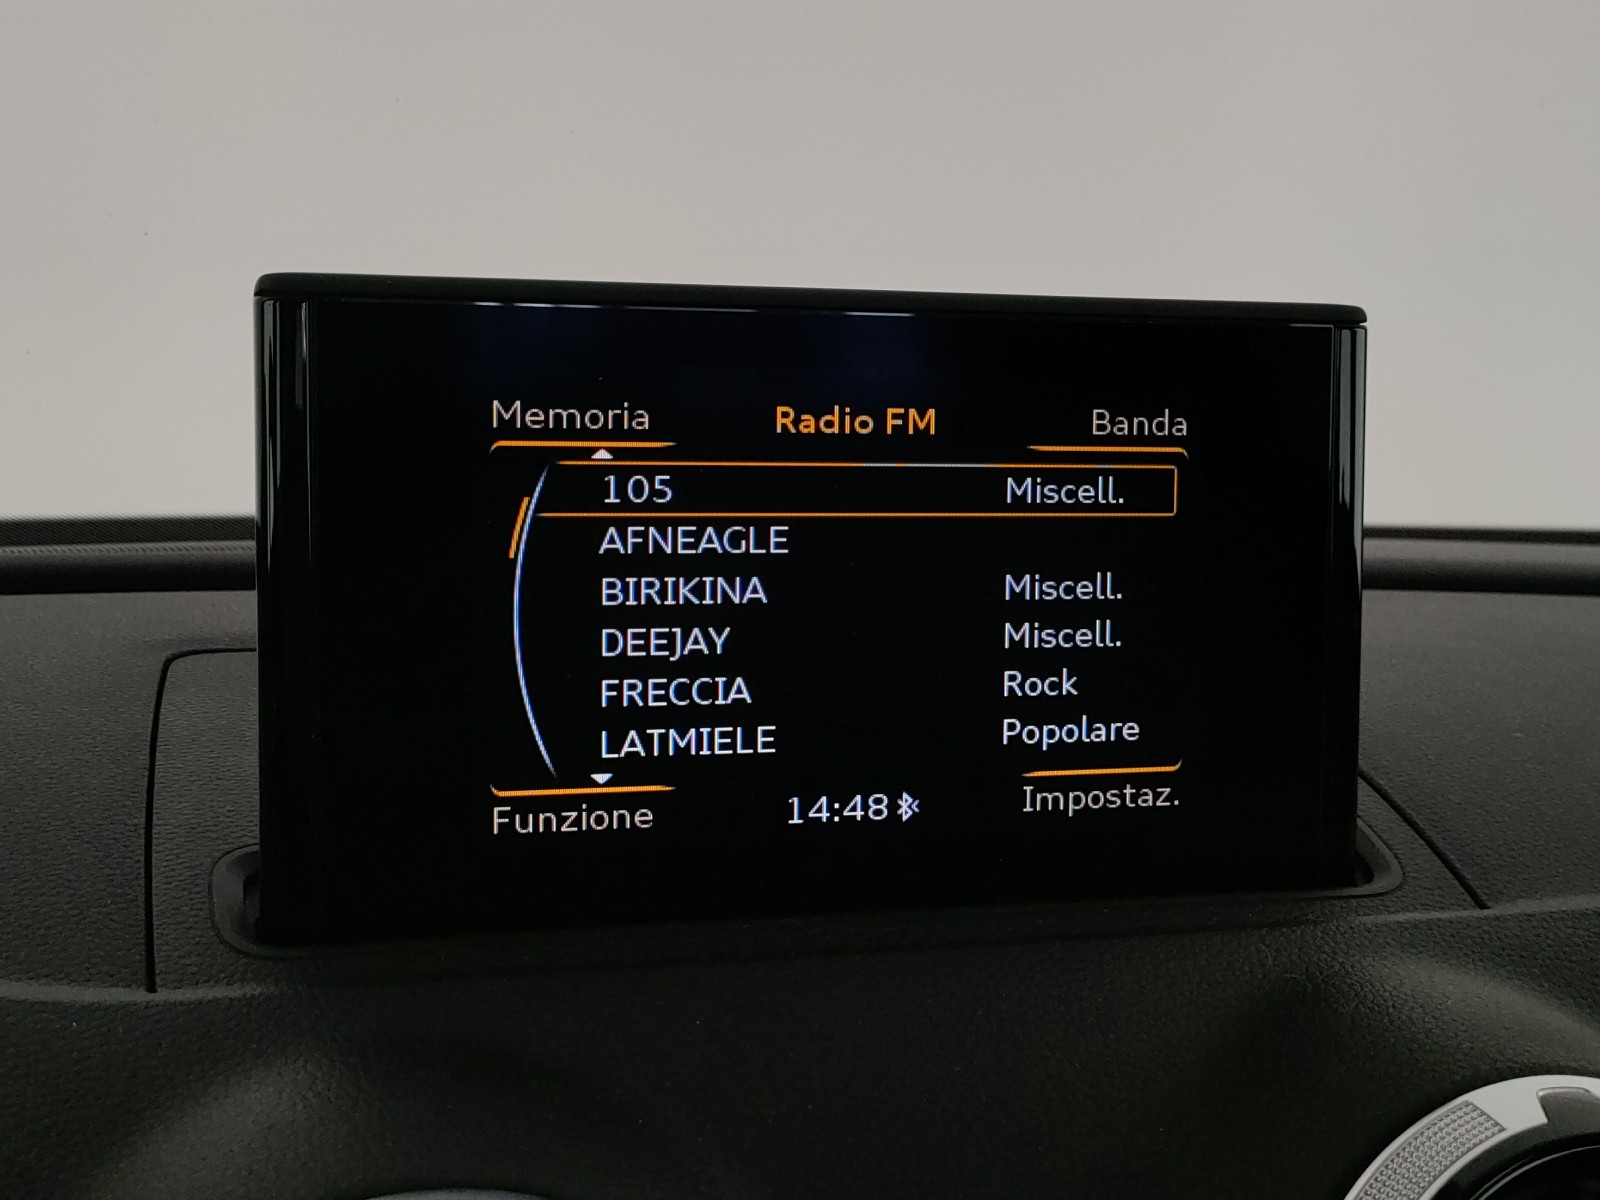 Memoria Radio FM Banda
105 Miscell.
AFNEAGLE
BIRIKINA Miscell.
DEEJAY Miscell.
FRECCIA Rock
LATMIELE Popolare
Funzione 14:48 Impostaz.